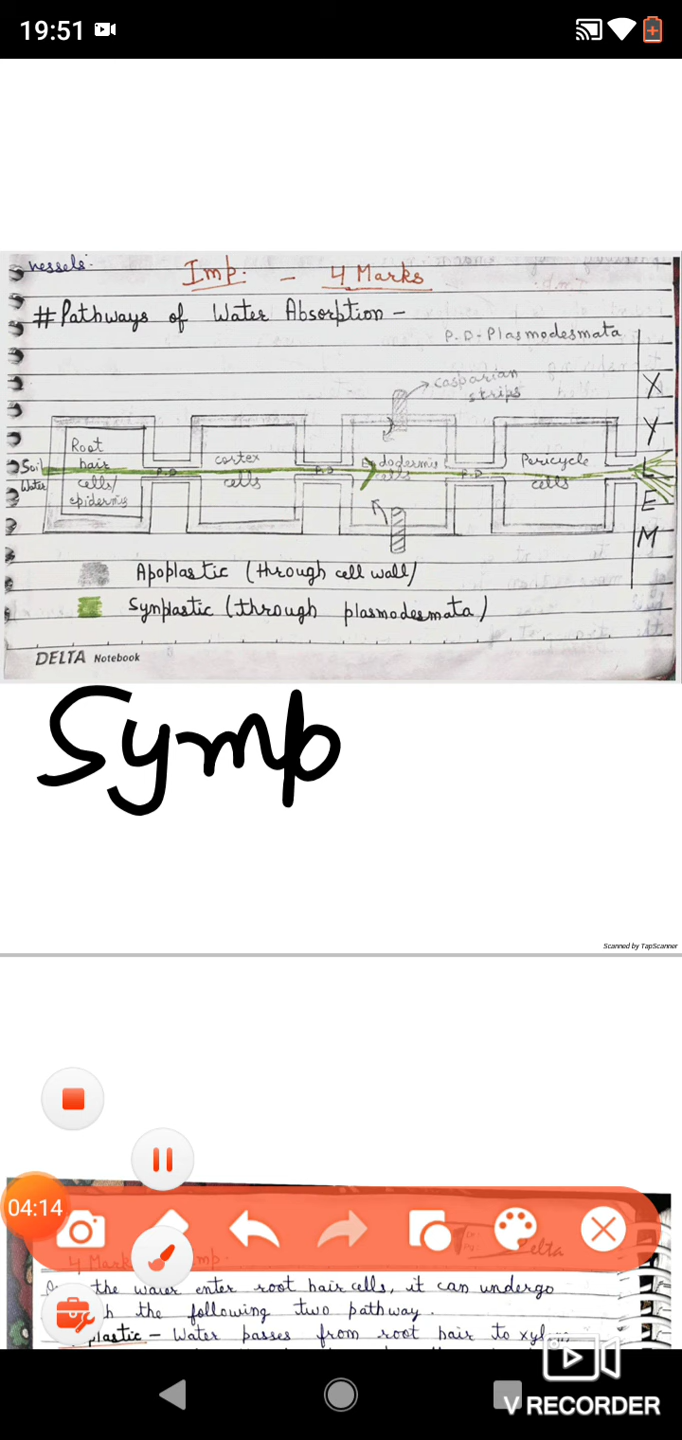 19:51
vessels.
Imp. - 4 Marks
# Pathways of Water Absorption -
P.D - Plasmodesmata
casparian
strips
Root
hair
cells/
epidermis
cortex
cells
Endodermis
cells
Pericycle
cells
Soil
Water
P.D
P.D
P.D
X
Y
L
E
M
Apoplastic (through cell wall)
Symplastic (through plasmodesmata)
DELTA Notebook
Symp
Scanned by TapScanner
04:14
4 Mark
the water enter root hair cells, it can undergo
the following two pathway.
plastic - Water passes from root hair to
V RECORDER